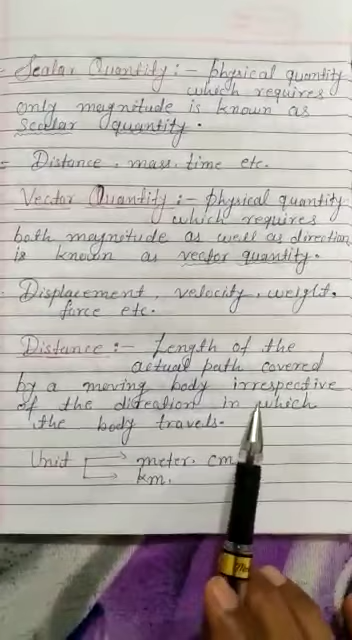 = Scalar Quantity :- physical quantity
which requires
only magnitude is known as
scalar quantity.
= Distance, mass, time etc.
Vector Quantity :- physical quantity
which requires
both magnitude as well as direction
is known as vector quantity.
Displacement, velocity, weight,
force etc.
Distance :- Length of the
actual path covered
by a moving body irrespective
of the direation in which
the body travels.
Unit → meter. cm
→ km.